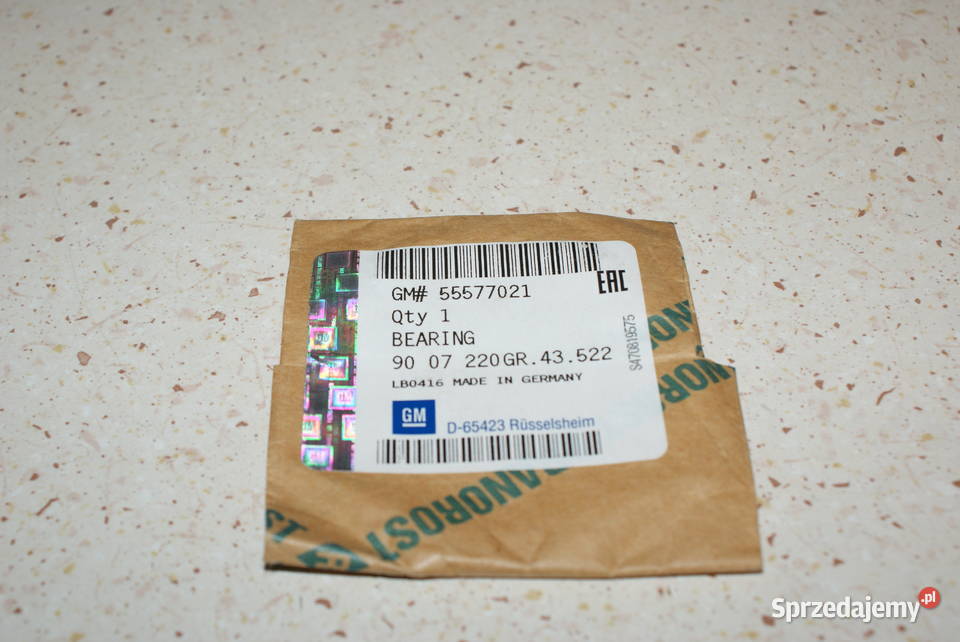 GM# 55577021
EAC
Qty 1
BEARING
90 07 220GR.43.522
S470819575
LB0416 MADE IN GERMANY
GM
D-65423 Rüsselsheim
Sprzedajemy.pl